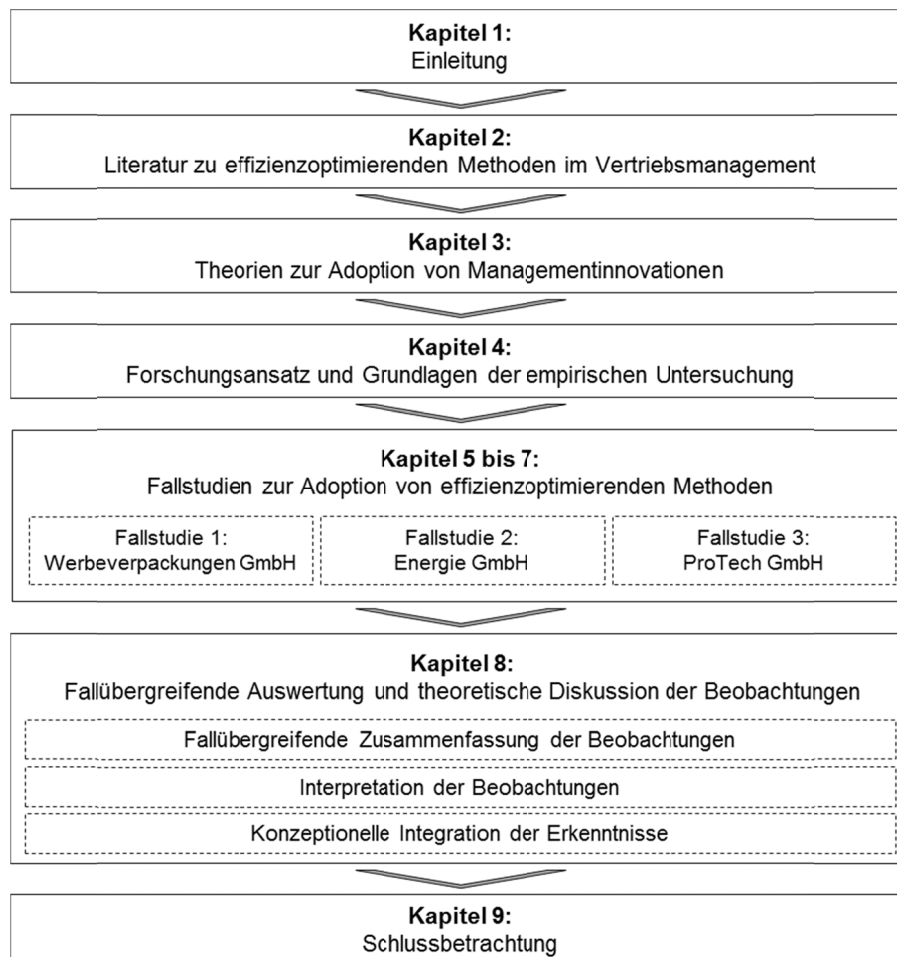 Kapitel 1:
Einleitung
Kapitel 2:
Literatur zu effizienzoptimierenden Methoden im Vertriebsmanagement
Kapitel 3:
Theorien zur Adoption von Managementinnovationen
Kapitel 4:
Forschungsansatz und Grundlagen der empirischen Untersuchung
Kapitel 5 bis 7:
Fallstudien zur Adoption von effizienzoptimierenden Methoden
Fallstudie 1:
Werbeverpackungen GmbH
Fallstudie 2:
Energie GmbH
Fallstudie 3:
ProTech GmbH
Kapitel 8:
Fallübergreifende Auswertung und theoretische Diskussion der Beobachtungen
Fallübergreifende Zusammenfassung der Beobachtungen
Interpretation der Beobachtungen
Konzeptionelle Integration der Erkenntnisse
Kapitel 9:
Schlussbetrachtung